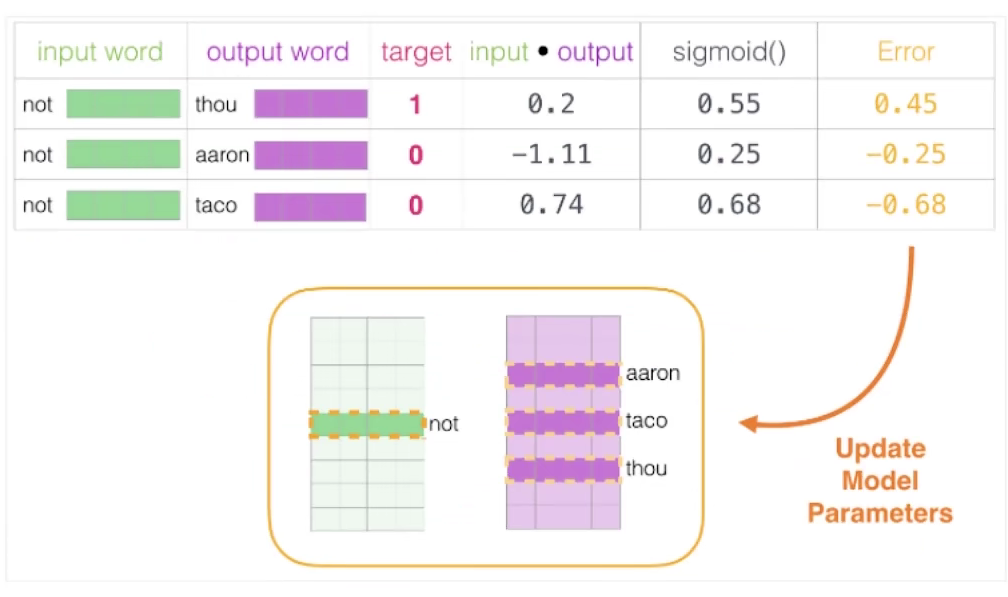 input word output word target input • output sigmoid() Error
not thou 1 0.2 0.55 0.45
not aaron 0 -1.11 0.25 -0.25
not taco 0 0.74 0.68 -0.68
aaron
not taco
thou
Update
Model
Parameters